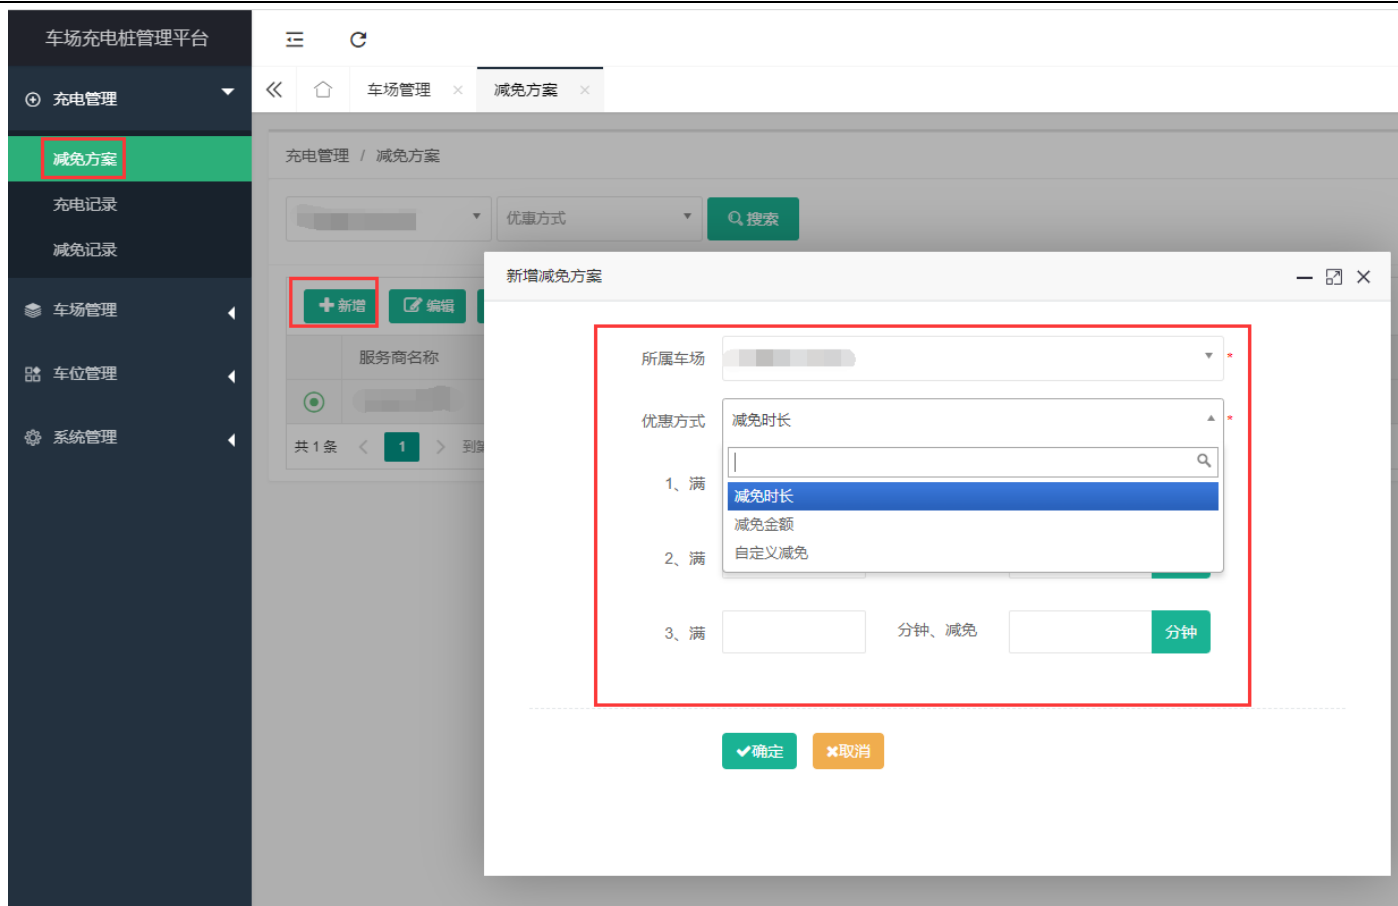 车场充电桩管理平台
充电管理
减免方案
充电记录
减免记录
车场管理
车位管理
系统管理
车场管理 ×
减免方案 ×
充电管理 / 减免方案
优惠方式
搜索
新增
编辑
服务商名称
共 1 条 < 1 > 到第
新增减免方案
所属车场 *
优惠方式 减免时长 *
减免时长
减免金额
自定义减免
1、满
2、满
3、满 分钟、减免 分钟
确定 取消